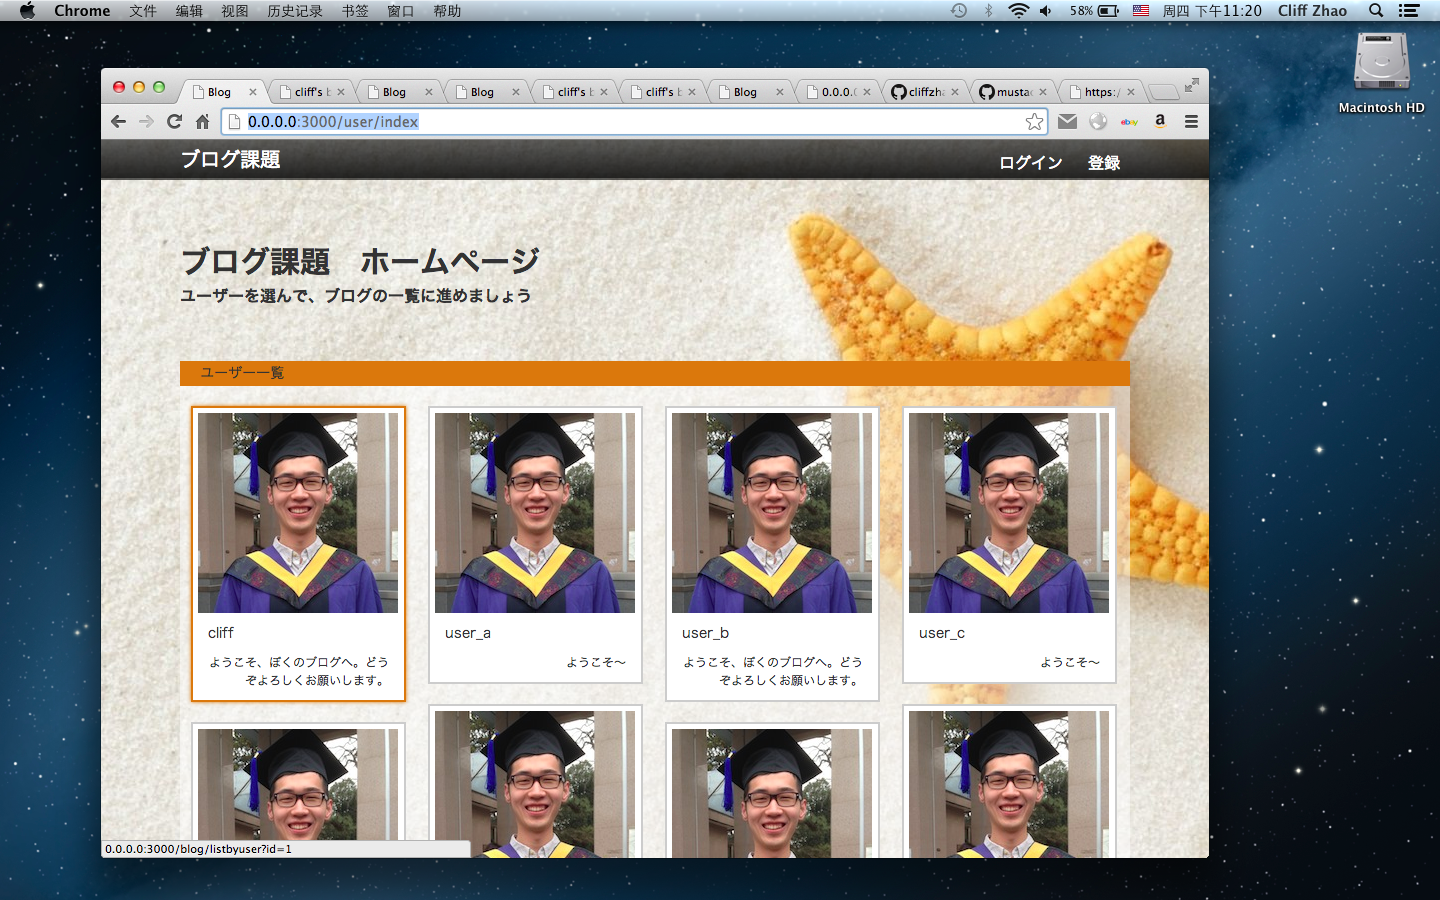 Chrome 文件 编辑 视图 历史记录 书签 窗口 帮助 58% 周四 下午11:20 Cliff Zhao
Macintosh HD
Blog cliff's b Blog Blog cliff's b cliff's b Blog 0.0.0.0 cliffzha mustac https:/
0.0.0.0:3000/user/index ebay a
ブログ課題 ログイン 登録
ブログ課題　ホームページ
ユーザーを選んで、ブログの一覧に進めましょう
ユーザー一覧
cliff
ようこそ、ぼくのブログへ。どう
ぞよろしくお願いします。
user_a
ようこそ～
user_b
ようこそ、ぼくのブログへ。どう
ぞよろしくお願いします。
user_c
ようこそ～
0.0.0.0:3000/blog/listbyuser?id=1